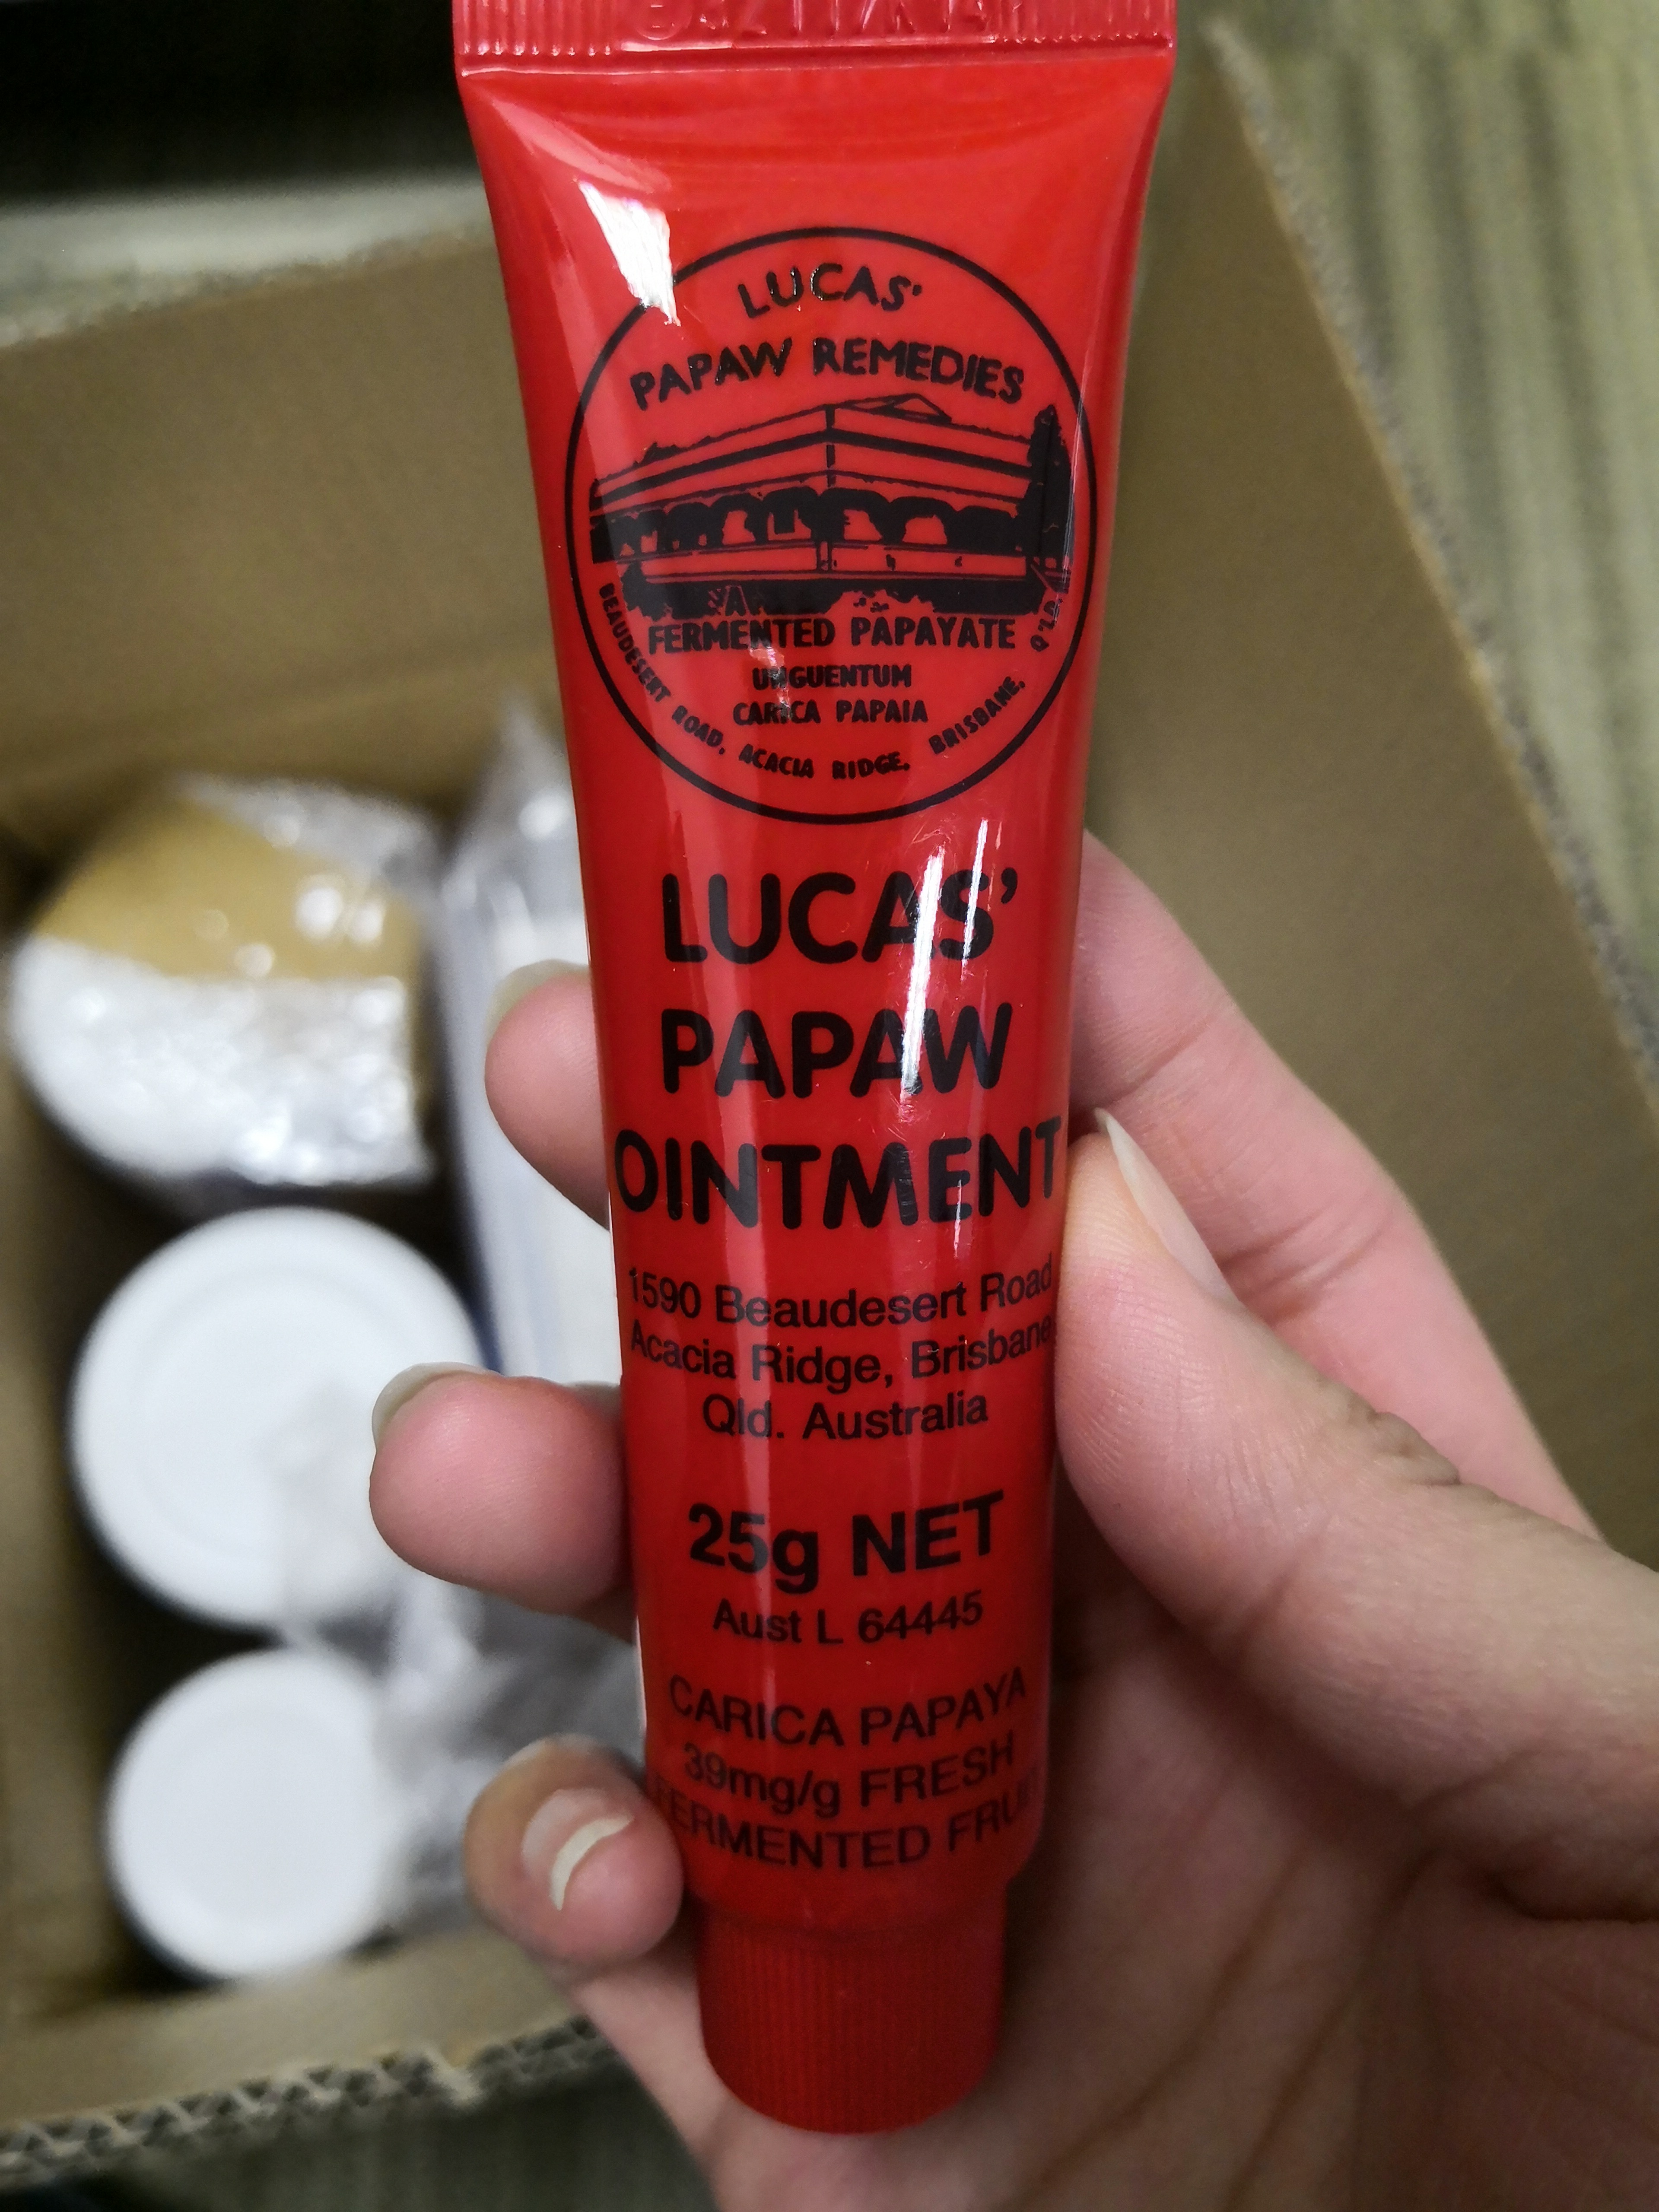 LUCAS'
PAPAW REMEDIES
FERMENTED PAPAYATE
UNGUENTUM
CARICA PAPAIA
BEAUDESERT ROAD, ACACIA RIDGE, BRISBANE, Q'LD.
LUCAS'
PAPAW
OINTMENT
1590 Beaudesert Road
Acacia Ridge, Brisbane
Qld. Australia
25g NET
Aust L 64445
CARICA PAPAYA
39mg/g FRESH
FERMENTED FRUIT